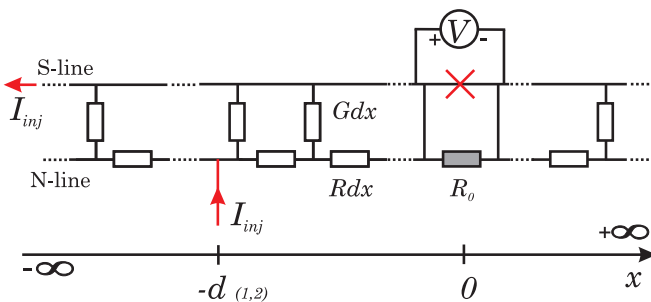 + V -
S-line
I_inj
Gdx
N-line
Rdx
R_0
I_inj
-∞
-d (1,2)
0
+∞
x